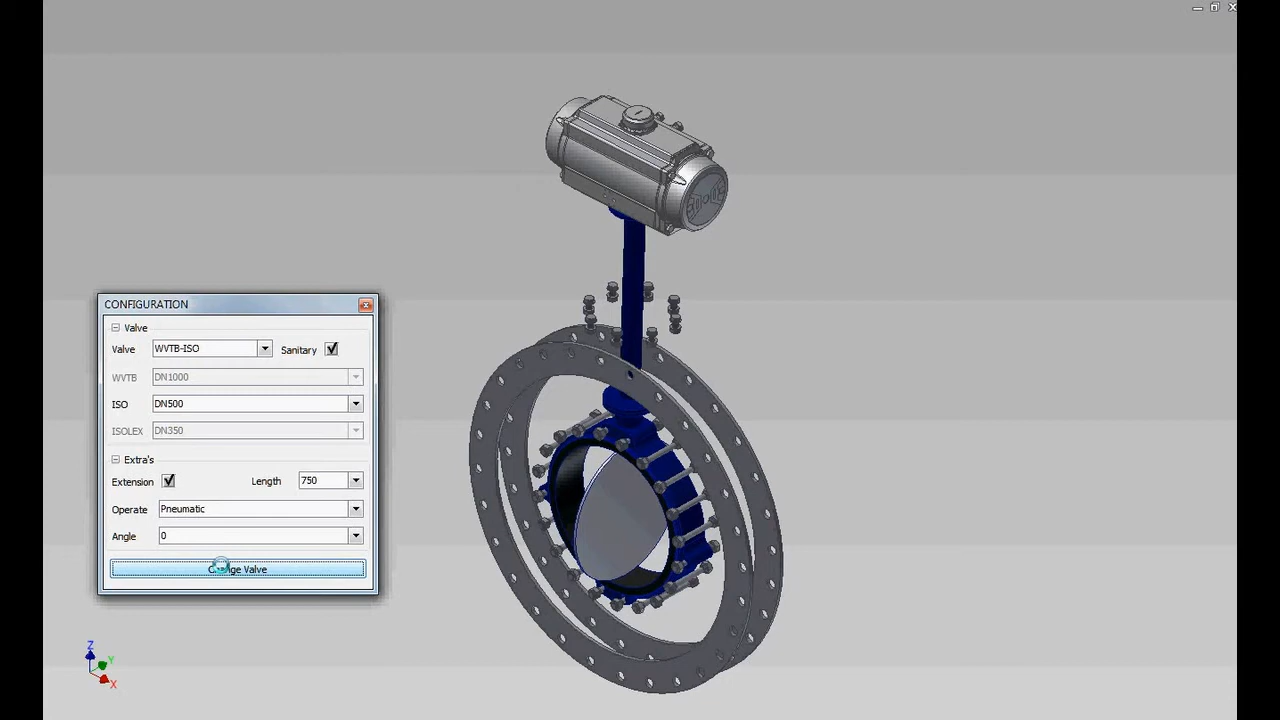 CONFIGURATION
Valve
Valve WVTB-ISO Sanitary
WVTB DN1000
ISO DN500
ISOLEX DN350
Extra's
Extension Length 750
Operate Pneumatic
Angle 0
Change Valve
Z
Y
X